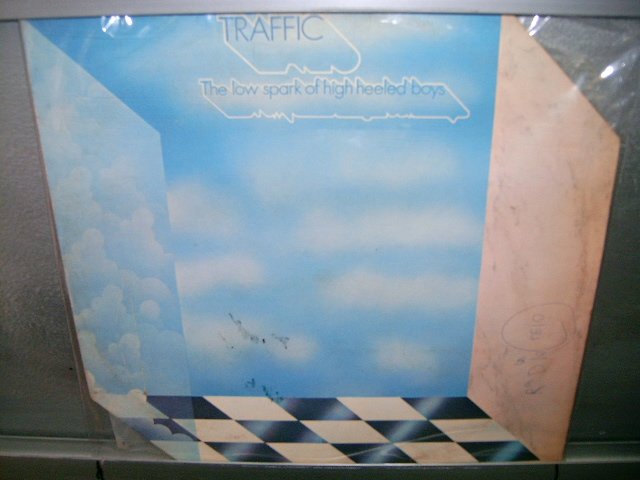 TRAFFIC
The low spark of high heeled boys